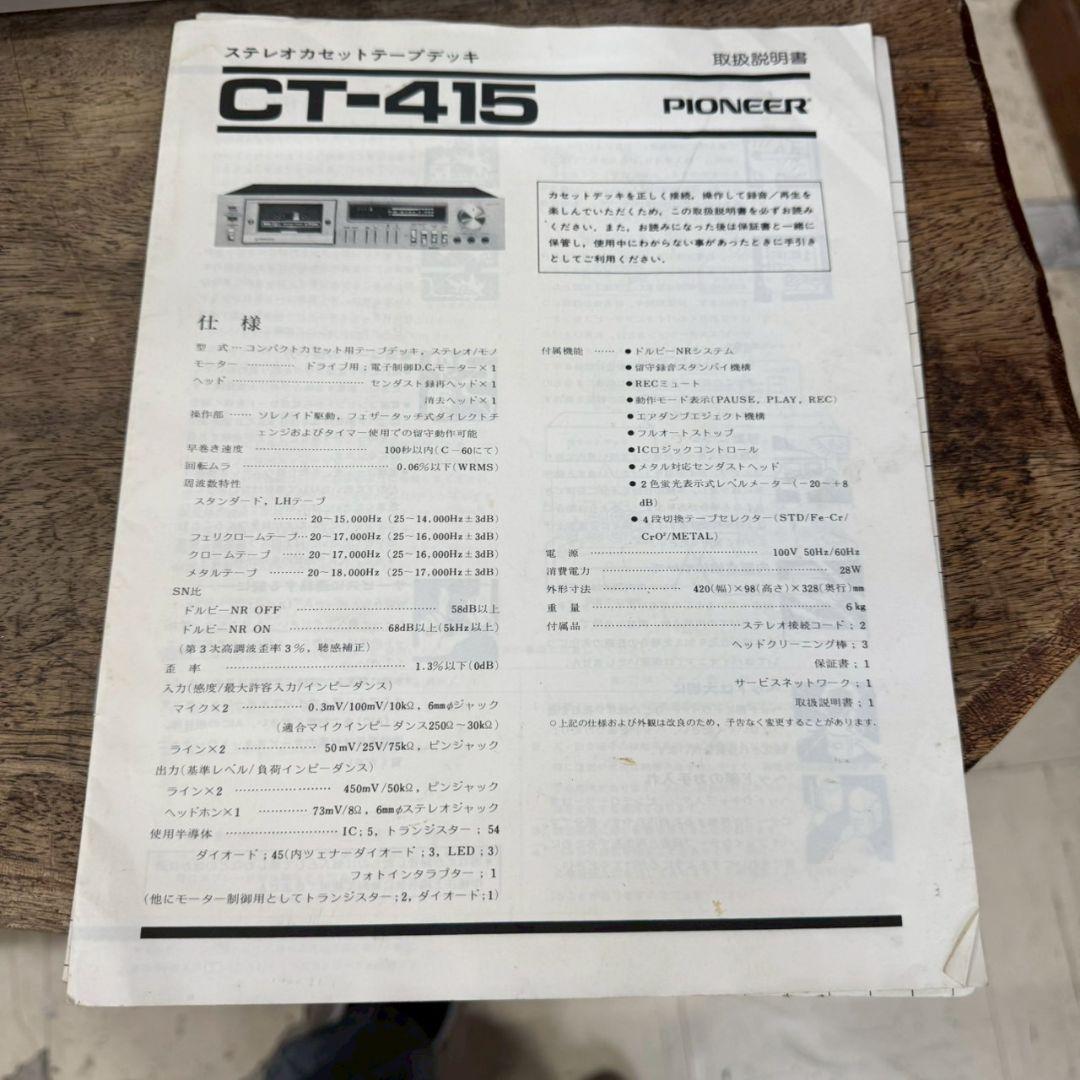 ステレオカセットテープデッキ
取扱説明書
CT-415
PIONEER
カセットデッキを正しく接続，操作して録音／再生を
楽しんでいただくため，この取扱説明書を必ずお読み
ください．また，お読みになった後は保証書と一緒に
保管し，使用中にわからない事があったときに手引き
としてご利用ください．
仕 様
型 式 … コンパクトカセット用テープデッキ，ステレオ/モノ
モーター ………… ドライブ用；電子制御D.C.モーター×1
ヘッド ………………………… センダスト録再ヘッド×1
消去ヘッド×1
操作部 …… ソレノイド駆動，フェザータッチ式ダイレクトチ
ェンジおよびタイマー使用での留守動作可能
早巻き速度 ……………………… 100秒以内(C－60にて)
回転ムラ …………………………… 0.06%以下(WRMS)
周波数特性
スタンダード，LHテープ
……… 20～15,000Hz (25～14,000Hz±3dB)
フェリクロームテープ… 20～17,000Hz (25～16,000Hz±3dB)
クロームテープ …… 20～17,000Hz (25～16,000Hz±3dB)
メタルテープ ……… 20～18,000Hz (25～17,000Hz±3dB)
SN比
ドルビーNR OFF …………………………… 58dB以上
ドルビーNR ON ………………… 68dB以上(5kHz以上)
(第3次高調波歪率3%，聴感補正)
歪 率 …………………………………… 1.3%以下(0dB)
入力(感度/最大許容入力/インピーダンス)
マイク×2 ………… 0.3mV/100mV/10kΩ，6mmφジャック
(適合マイクインピーダンス250Ω～30kΩ)
ライン×2 ………………… 50mV/25V/75kΩ，ピンジャック
出力(基準レベル/負荷インピーダンス)
ライン×2 ………………… 450mV/50kΩ，ピンジャック
ヘッドホン×1 ………… 73mV/8Ω，6mmφステレオジャック
使用半導体 ……………………… IC；5，トランジスター；54
ダイオード；45(内ツェナーダイオード；3，LED；3)
フォトインタラプター；1
(他にモーター制御用としてトランジスター；2，ダイオード；1)
付属機能 …… ●ドルビーNRシステム
●留守録音スタンバイ機構
●RECミュート
●動作モード表示(PAUSE，PLAY，REC)
●エアダンプエジェクト機構
●フルオートストップ
●ICロジックコントロール
●メタル対応センダストヘッド
●2色蛍光表示式レベルメーター(－20～＋8
dB)
●4段切換テープセレクター(STD/Fe-Cr/
CrO²/METAL)
電 源 …………………………………… 100V 50Hz/60Hz
消費電力 ……………………………………………… 28W
外形寸法 ……………… 420(幅)×98(高さ)×328(奥行)mm
重 量 ………………………………………………… 6kg
付属品 ……………………………… ステレオ接続コード；2
ヘッドクリーニング棒；3
保証書；1
サービスネットワーク；1
取扱説明書；1
○上記の仕様および外観は改良のため，予告なく変更することがあります．